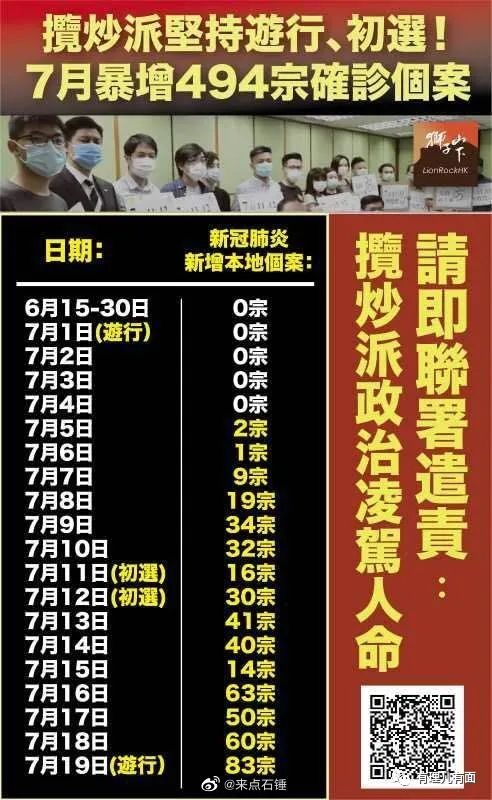 攬炒派堅持遊行、初選！
7月暴增494宗確診個案
獅子山下
LionRockHK
日期：
新冠肺炎
新增本地個案：
6月15-30日 0宗
7月1日(遊行) 0宗
7月2日 0宗
7月3日 0宗
7月4日 0宗
7月5日 2宗
7月6日 1宗
7月7日 9宗
7月8日 19宗
7月9日 34宗
7月10日 32宗
7月11日(初選) 16宗
7月12日(初選) 30宗
7月13日 41宗
7月14日 40宗
7月15日 14宗
7月16日 63宗
7月17日 50宗
7月18日 60宗
7月19日(遊行) 83宗
請即聯署遣責：
攬炒派政治凌駕人命
@来点石锤
有理儿有面